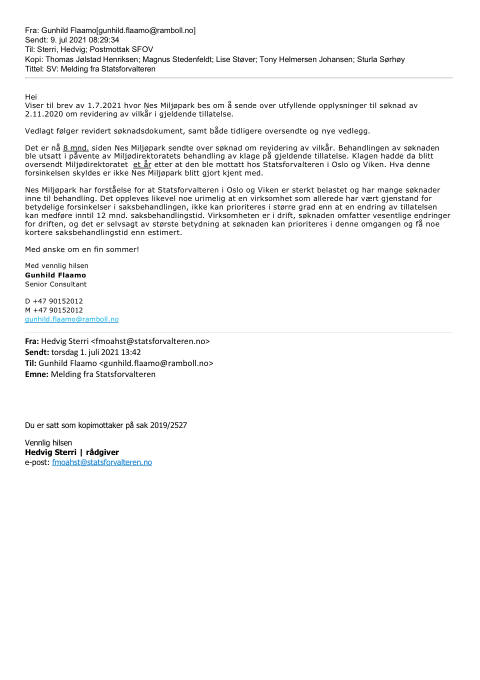 Fra: Gunhild Flaamo[gunhild.flaamo@ramboll.no]
Sendt: 9. jul 2021 08:29:34
Til: Sterri, Hedvig; Postmottak SFOV
Kopi: Thomas Jølstad Henriksen; Magnus Stedenfeldt; Lise Støver; Tony Helmersen Johansen; Sturla Sørhøy
Tittel: SV: Melding fra Statsforvalteren
Hei
Viser til brev av 1.7.2021 hvor Nes Miljøpark bes om å sende over utfyllende opplysninger til søknad av
2.11.2020 om revidering av vilkår i gjeldende tillatelse.
Vedlagt følger revidert søknadsdokument, samt både tidligere oversendte og nye vedlegg.
Det er nå 8 mnd. siden Nes Miljøpark sendte over søknad om revidering av vilkår. Behandlingen av søknaden
ble utsatt i påvente av Miljødirektoratets behandling av klage på gjeldende tillatelse. Klagen hadde da blitt
oversendt Miljødirektoratet et år etter at den ble mottatt hos Statsforvalteren i Oslo og Viken. Hva denne
forsinkelsen skyldes er ikke Nes Miljøpark blitt gjort kjent med.
Nes Miljøpark har forståelse for at Statsforvalteren i Oslo og Viken er sterkt belastet og har mange søknader
inne til behandling. Det oppleves likevel noe urimelig at en virksomhet som allerede har vært gjenstand for
betydelige forsinkelser i saksbehandlingen, ikke kan prioriteres i større grad enn at en endring av tillatelsen
kan medføre inntil 12 mnd. saksbehandlingstid. Virksomheten er i drift, søknaden omfatter vesentlige endringer
for driften, og det er selvsagt av største betydning at søknaden kan prioriteres i denne omgangen og få noe
kortere saksbehandlingstid enn estimert.
Med ønske om en fin sommer!
Med vennlig hilsen
Gunhild Flaamo
Senior Consultant
D +47 90152012
M +47 90152012
gunhild.flaamo@ramboll.no
Fra: Hedvig Sterri <fmoahst@statsforvalteren.no>
Sendt: torsdag 1. juli 2021 13:42
Til: Gunhild Flaamo <gunhild.flaamo@ramboll.no>
Emne: Melding fra Statsforvalteren
Du er satt som kopimottaker på sak 2019/2527
Vennlig hilsen
Hedvig Sterri | rådgiver
e-post: fmoahst@statsforvalteren.no